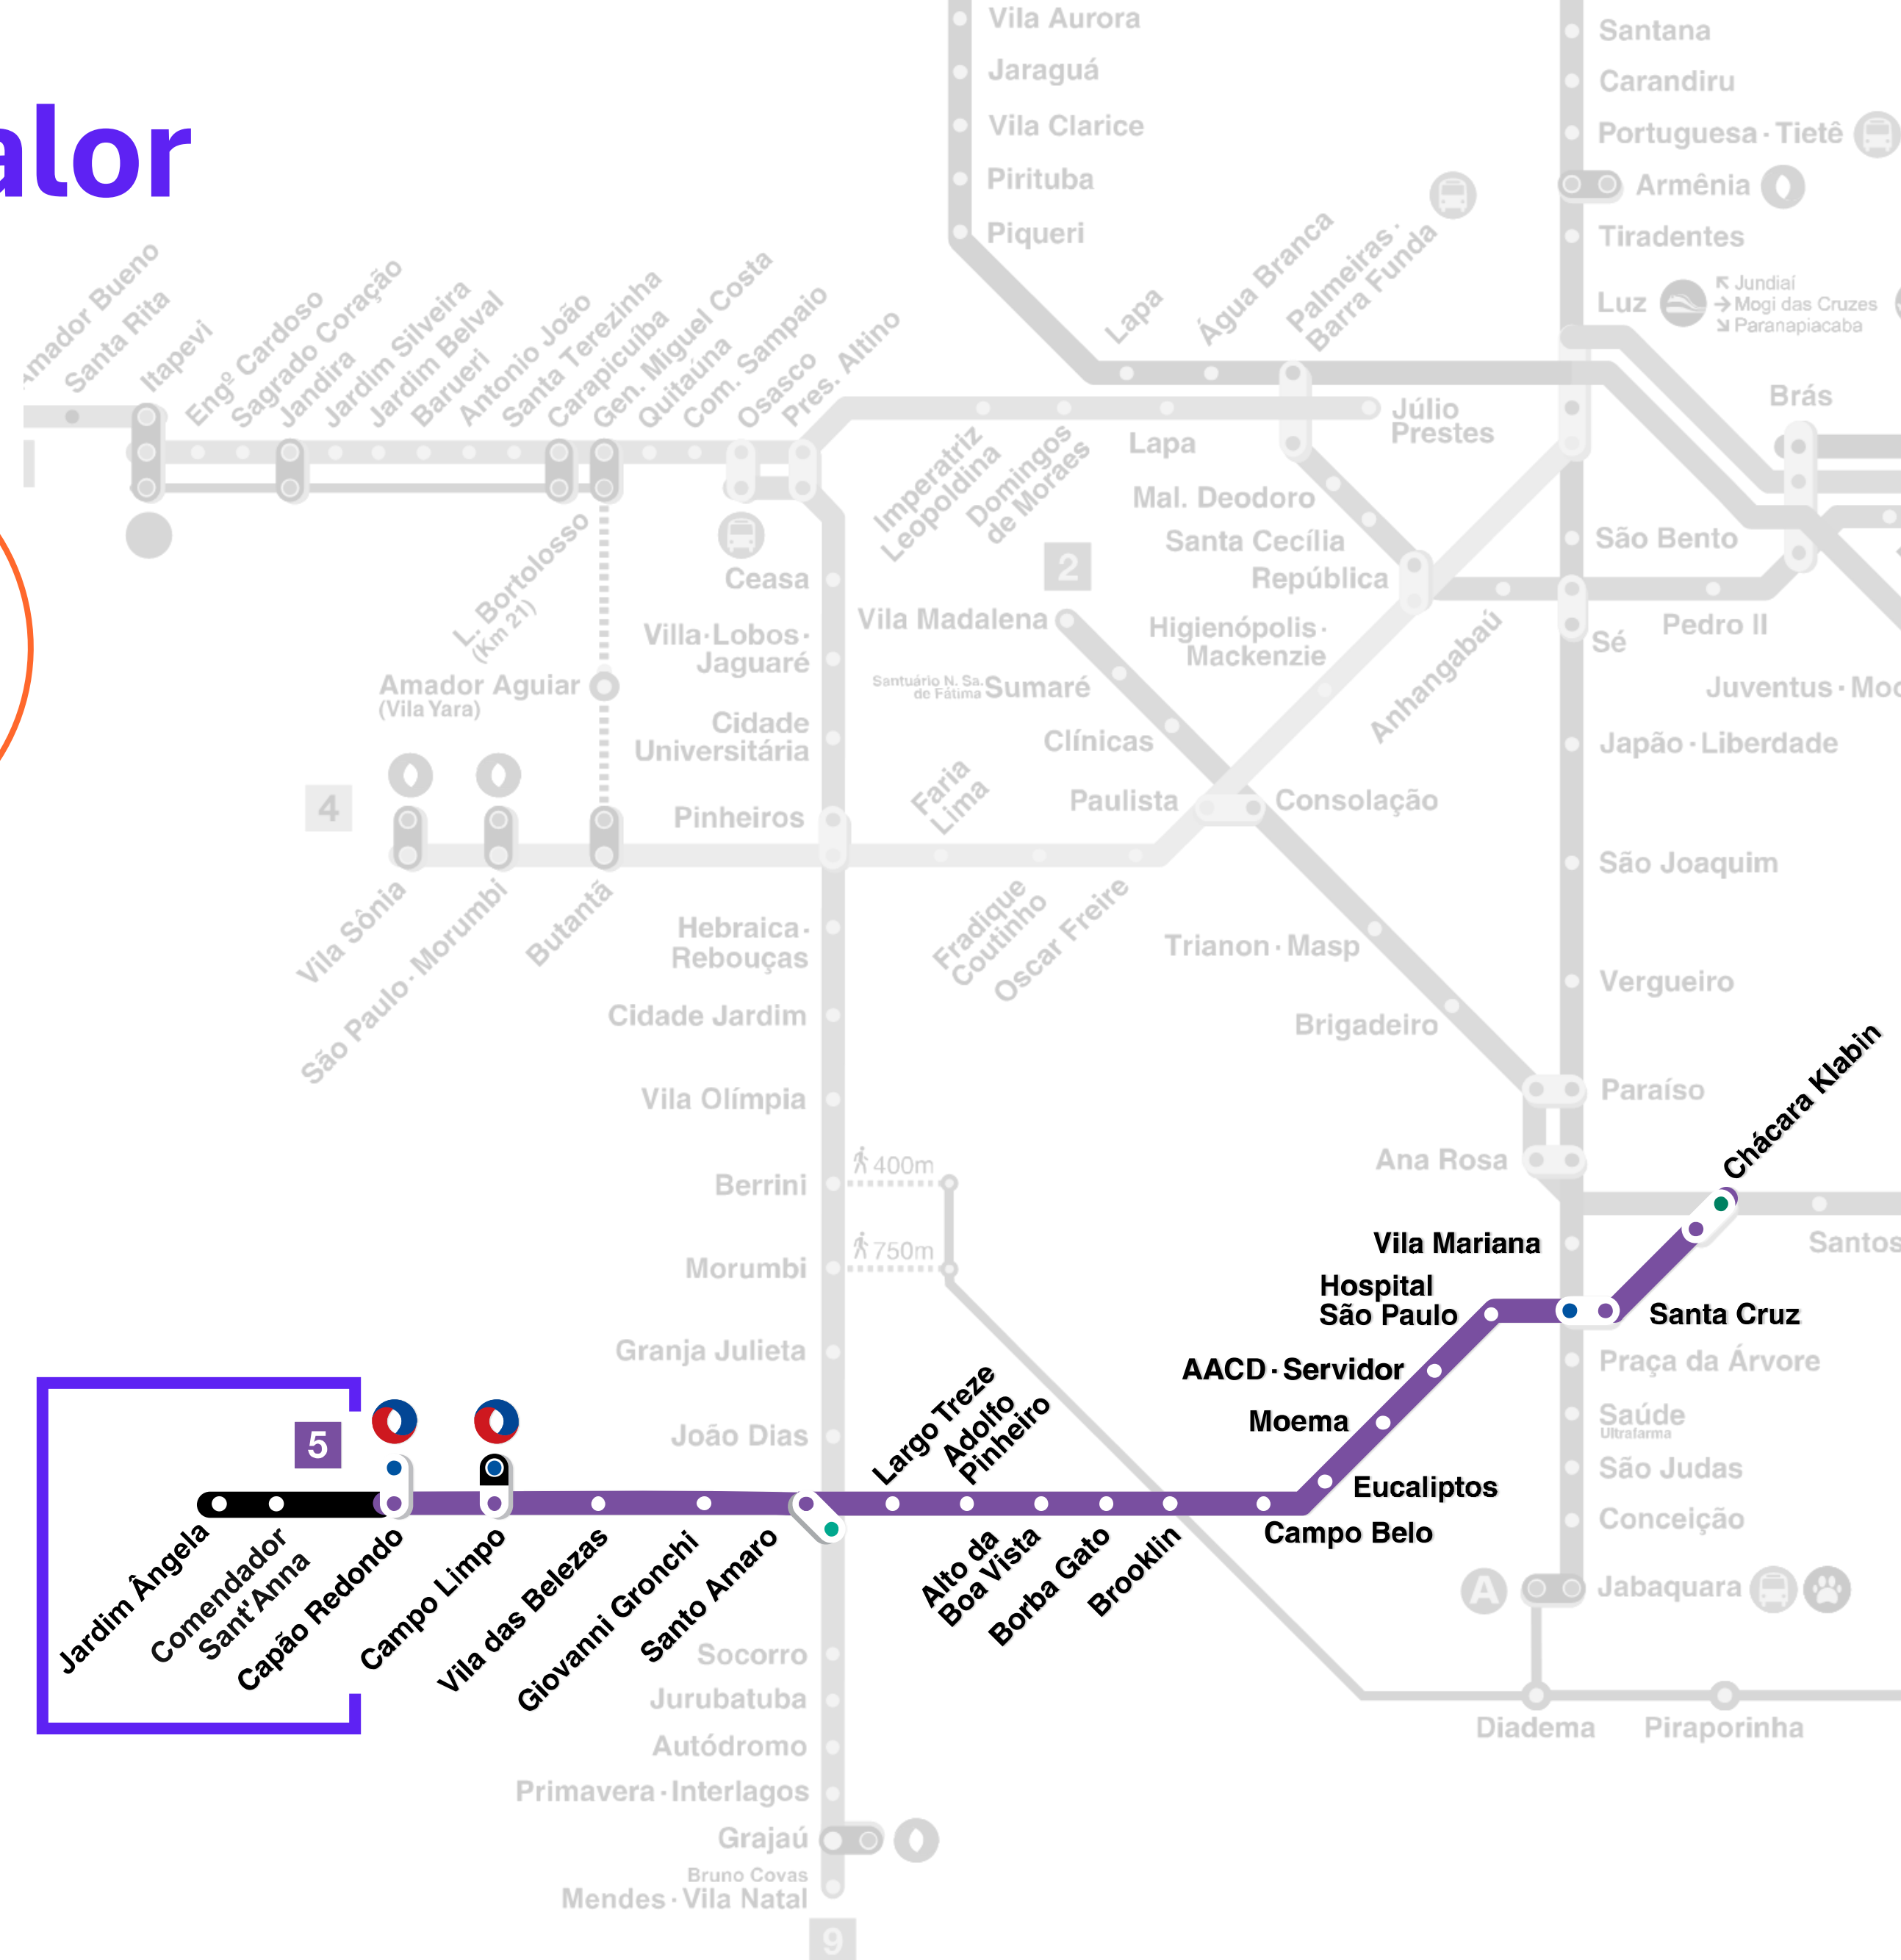 alor
Vila Aurora
Jaraguá
Vila Clarice
Pirituba
Piqueri
Santana
Carandiru
Portuguesa · Tietê
Armênia
Tiradentes
Luz
Jundiaí
Mogi das Cruzes
Paranapiacaba
Brás
Amador Bueno
Santa Rita
Itapevi
Engº Cardoso
Sagrado Coração
Jandira
Jardim Silveira
Jardim Belval
Barueri
Antonio João
Santa Terezinha
Carapicuíba
Gen. Miguel Costa
Quitaúna
Com. Sampaio
Osasco
Pres. Altino
Lapa
Água Branca
Palmeiras ·
Barra Funda
Imperatriz
Leopoldina
Domingos
de Moraes
Lapa
Júlio
Prestes
Mal. Deodoro
Santa Cecília
República
Higienópolis ·
Mackenzie
Anhangabaú
São Bento
Sé
Pedro II
Juventus · Moo
Japão · Liberdade
São Joaquim
Vergueiro
Paraíso
Ana Rosa
2
Vila Madalena
Santuário N. Sa.
de Fátima
Sumaré
Clínicas
Paulista
Consolação
Trianon · Masp
Brigadeiro
L. Bortolosso
(Km 21)
Amador Aguiar
(Vila Yara)
4
Vila Sônia
São Paulo · Morumbi
Butantã
Faria
Lima
Fradique
Coutinho
Oscar Freire
Ceasa
Villa · Lobos ·
Jaguaré
Cidade
Universitária
Pinheiros
Hebraica ·
Rebouças
Cidade Jardim
Vila Olímpia
Berrini
400m
Morumbi
750m
Granja Julieta
João Dias
Chácara Klabin
Santos
Vila Mariana
Hospital
São Paulo
Santa Cruz
AACD · Servidor
Moema
Eucaliptos
Campo Belo
Praça da Árvore
Saúde
Ultrafarma
São Judas
Conceição
A
Jabaquara
Diadema
Piraporinha
5
Jardim Ângela
Comendador
Sant'Anna
Capão Redondo
Campo Limpo
Vila das Belezas
Giovanni Gronchi
Santo Amaro
Largo Treze
Adolfo
Pinheiro
Alto da
Boa Vista
Borba Gato
Brooklin
Socorro
Jurubatuba
Autódromo
Primavera · Interlagos
Grajaú
Bruno Covas
Mendes · Vila Natal
9